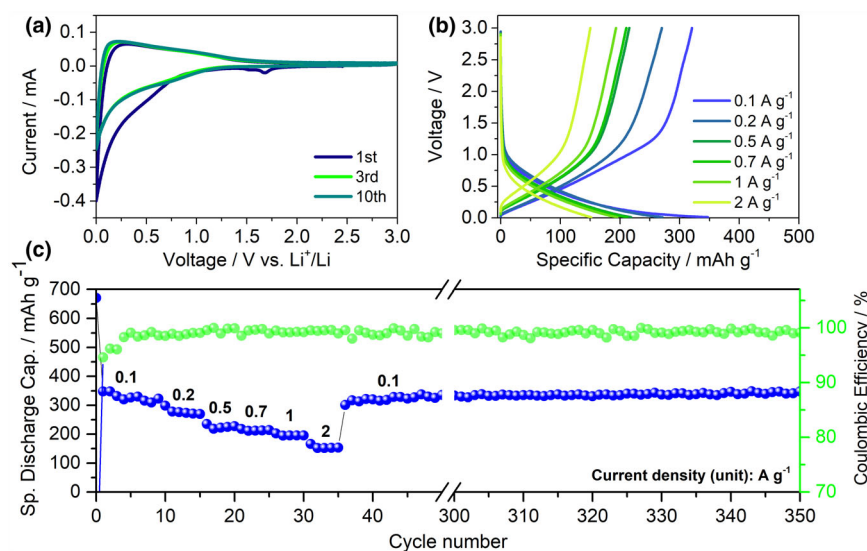 (a)
0.1
0.0
-0.1
-0.2
-0.3
-0.4
Current / mA
1st
3rd
10th
0.0 0.5 1.0 1.5 2.0 2.5 3.0
Voltage / V vs. Li⁺/Li
(b)
3.0
2.5
2.0
1.5
1.0
0.5
0.0
Voltage / V
0.1 A g⁻¹
0.2 A g⁻¹
0.5 A g⁻¹
0.7 A g⁻¹
1 A g⁻¹
2 A g⁻¹
0 100 200 300 400 500
Specific Capacity / mAh g⁻¹
(c)
700
600
500
400
300
200
100
0
Sp. Discharge Cap. / mAh g⁻¹
0.1
0.2
0.5
0.7
1
2
0.1
Current density (unit): A g⁻¹
100
90
80
70
Coulombic Efficiency / %
0 10 20 30 40 300 310 320 330 340 350
Cycle number